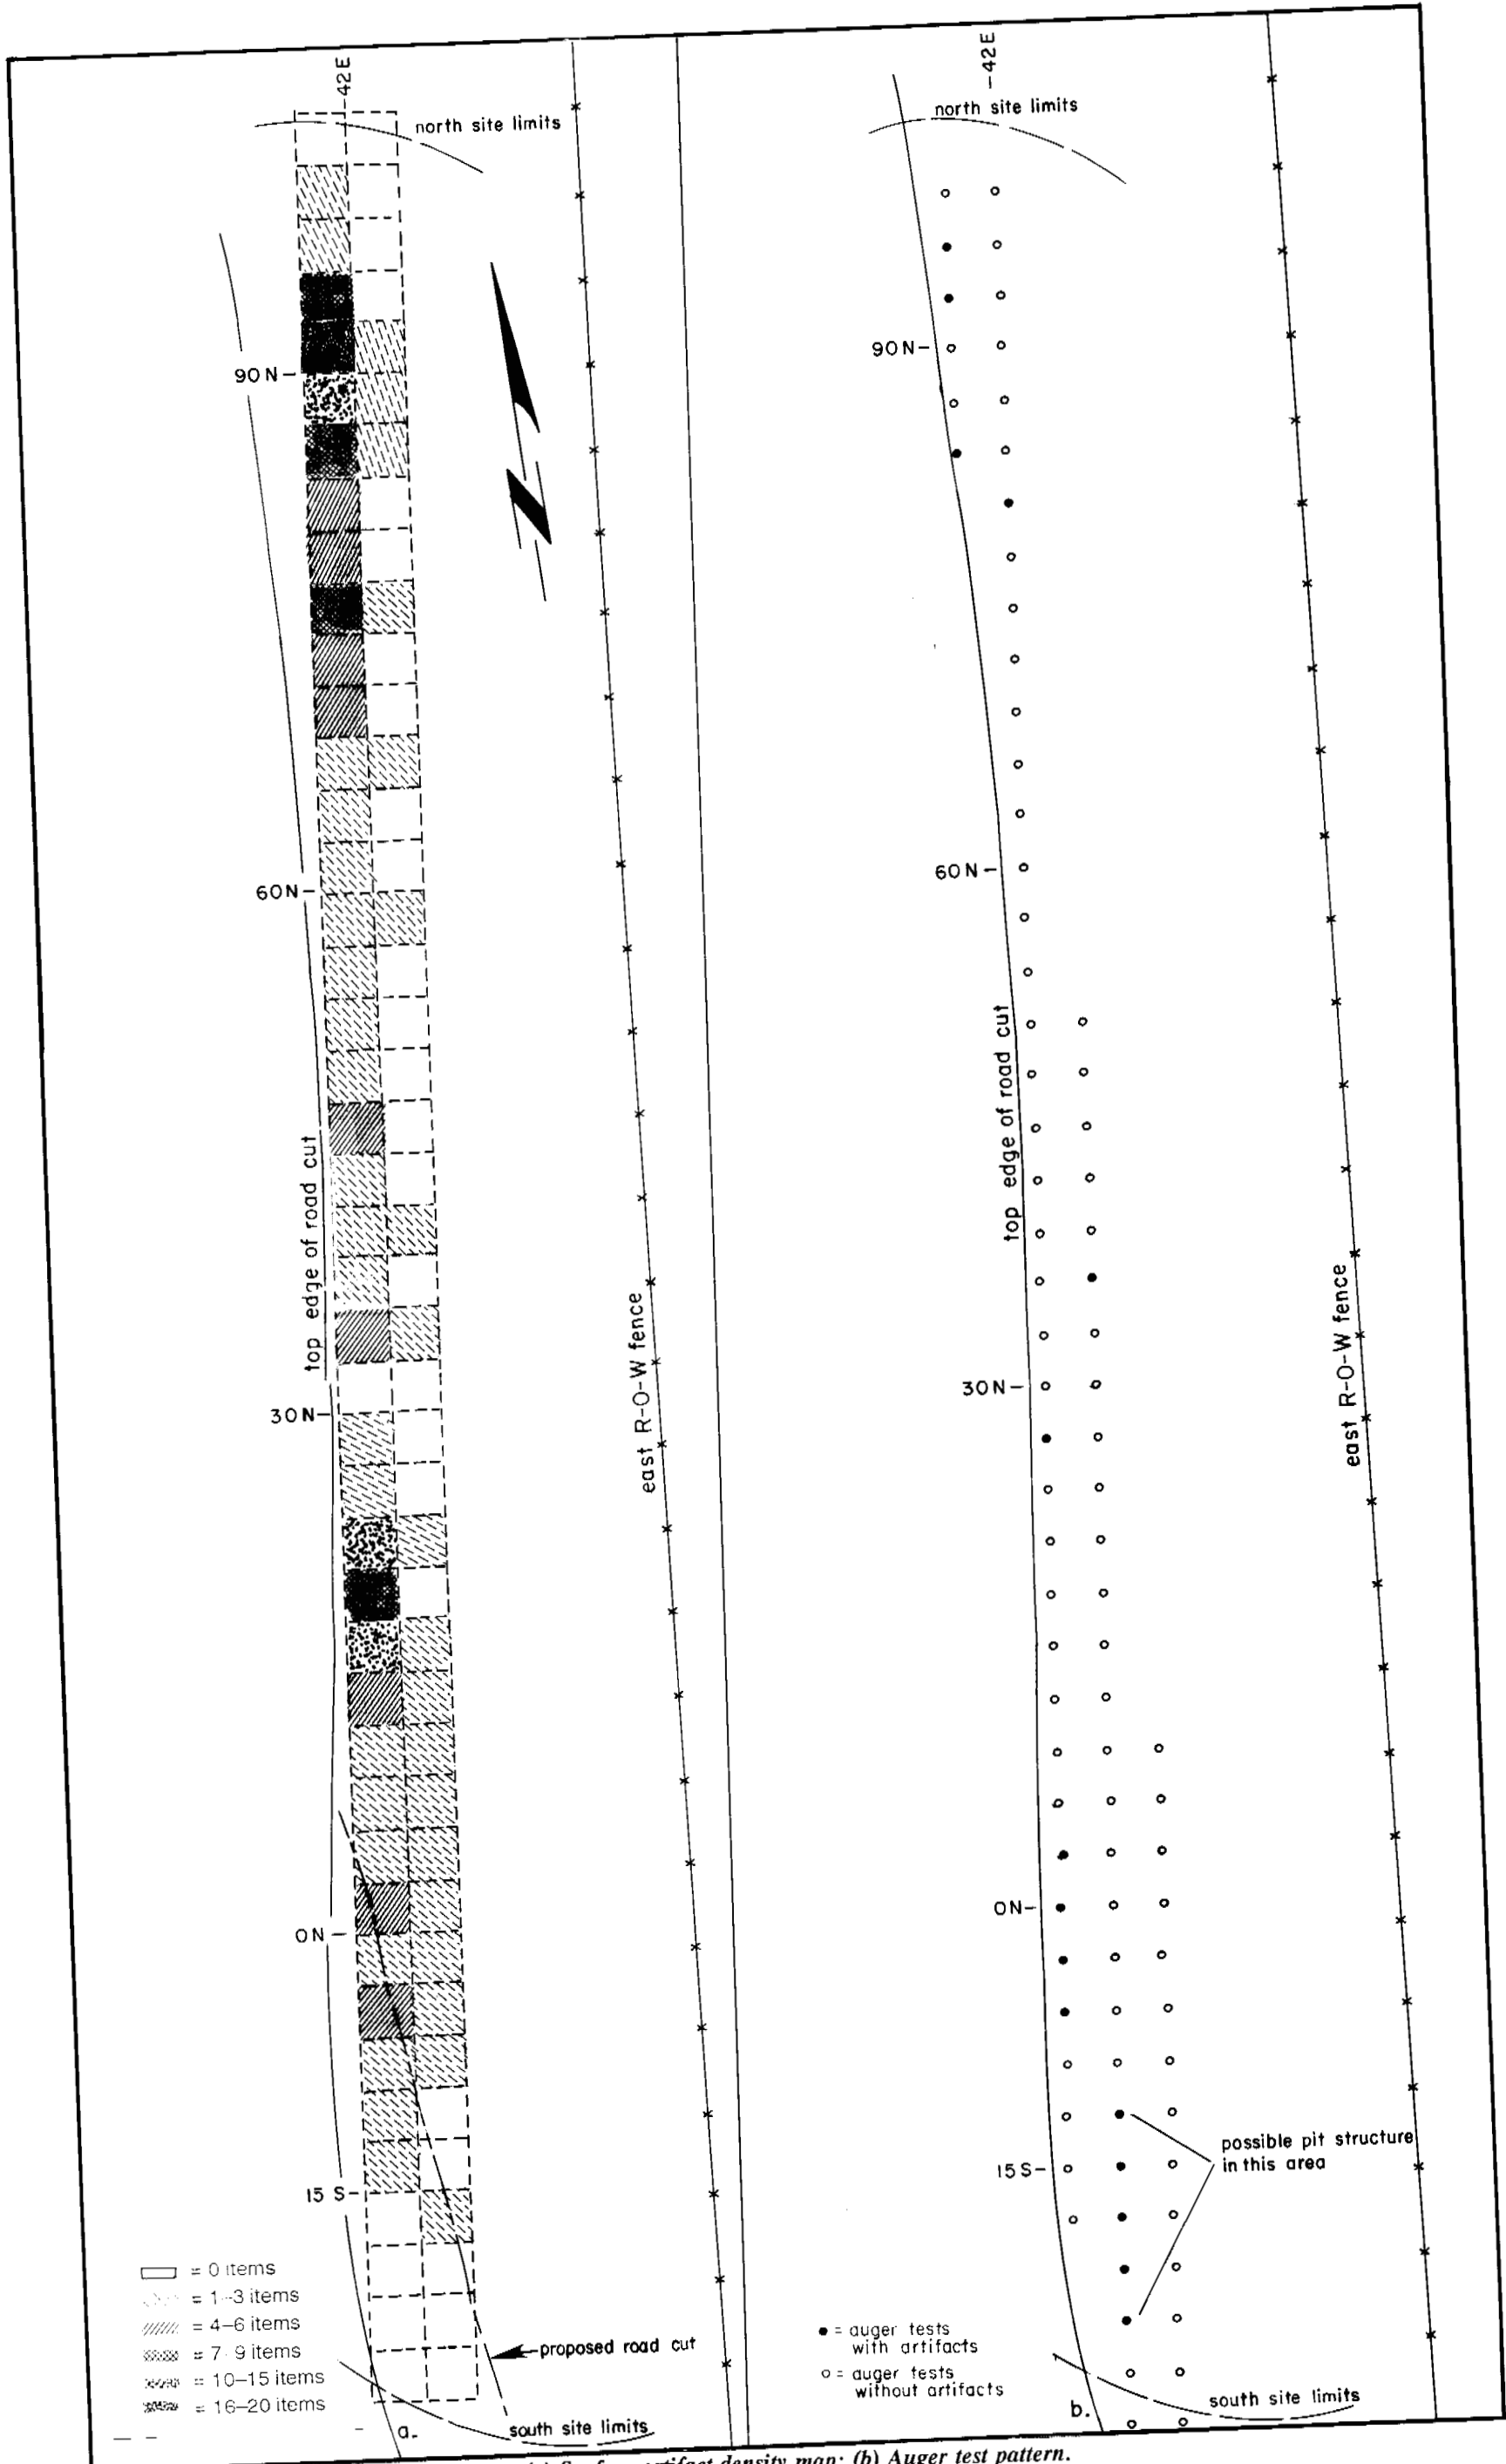 42E
north site limits
90N
60N
top edge of road cut
east R-O-W fence
30N
0N
15 S
= 0 items
= 1-3 items
= 4-6 items
= 7-9 items
= 10-15 items
= 16-20 items
proposed road cut
a.
south site limits
42E
north site limits
90N
60N
top edge of road cut
east R-O-W fence
30N
0N
15S
possible pit structure
in this area
= auger tests
with artifacts
= auger tests
without artifacts
b.
south site limits
artifact density map; (b) Auger test pattern.